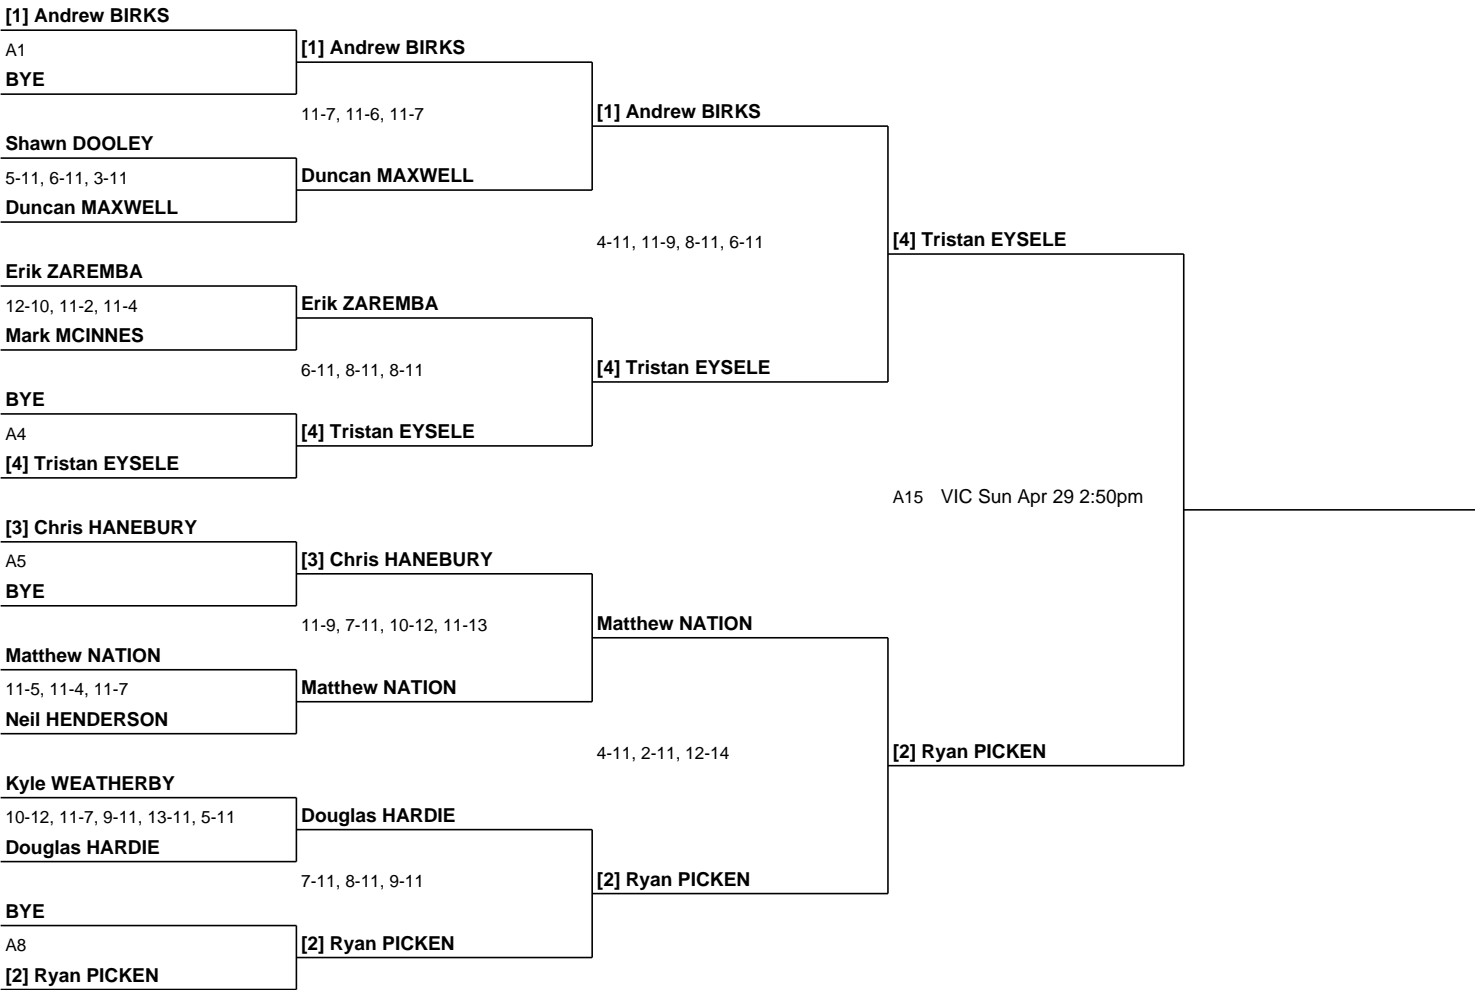 [1] Andrew BIRKS
A1
BYE
Shawn DOOLEY
5-11, 6-11, 3-11
Duncan MAXWELL
Erik ZAREMBA
12-10, 11-2, 11-4
Mark MCINNES
BYE
A4
[4] Tristan EYSELE
[3] Chris HANEBURY
A5
BYE
Matthew NATION
11-5, 11-4, 11-7
Neil HENDERSON
Kyle WEATHERBY
10-12, 11-7, 9-11, 13-11, 5-11
Douglas HARDIE
BYE
A8
[2] Ryan PICKEN
[1] Andrew BIRKS
11-7, 11-6, 11-7
Duncan MAXWELL
Erik ZAREMBA
6-11, 8-11, 8-11
[4] Tristan EYSELE
[3] Chris HANEBURY
11-9, 7-11, 10-12, 11-13
Matthew NATION
Douglas HARDIE
7-11, 8-11, 9-11
[2] Ryan PICKEN
[1] Andrew BIRKS
4-11, 11-9, 8-11, 6-11
[4] Tristan EYSELE
Matthew NATION
4-11, 2-11, 12-14
[2] Ryan PICKEN
[4] Tristan EYSELE
A15 VIC Sun Apr 29 2:50pm
[2] Ryan PICKEN